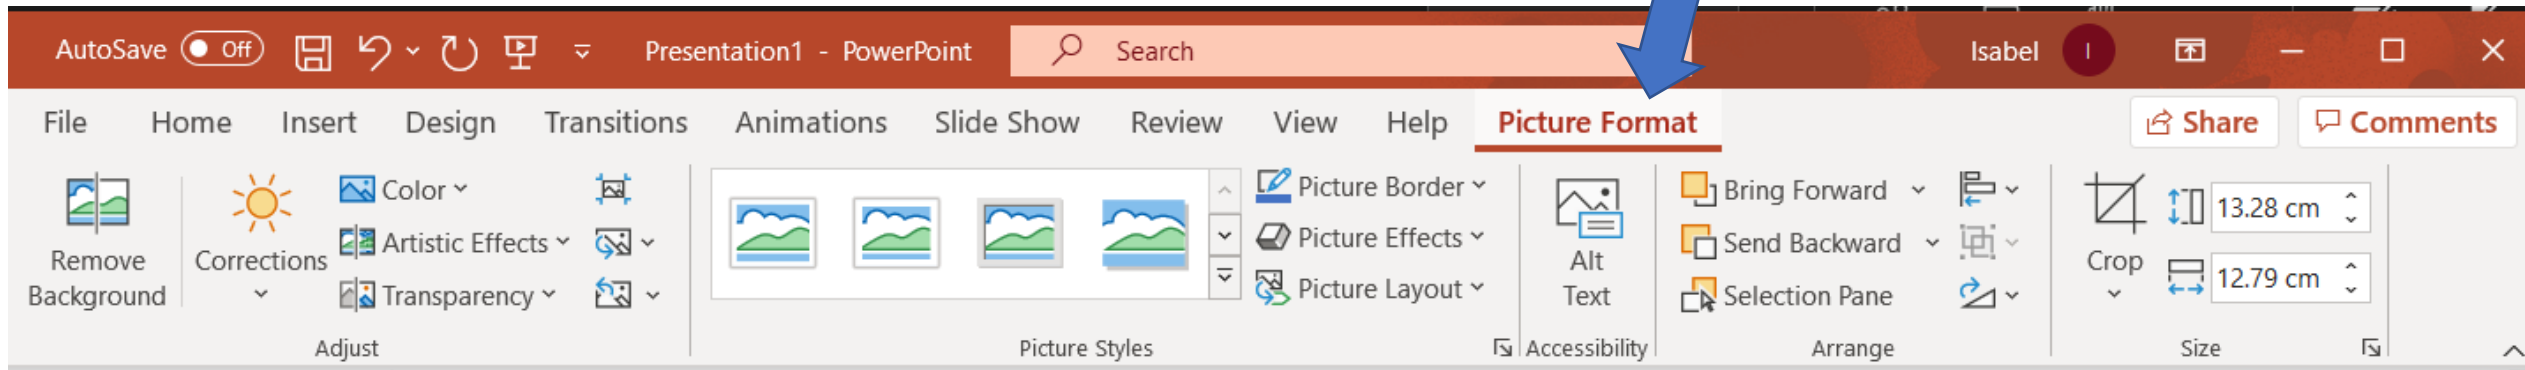 AutoSave Off Presentation1 - PowerPoint Search Isabel I
File Home Insert Design Transitions Animations Slide Show Review View Help Picture Format Share Comments
Remove Background
Corrections
Color
Artistic Effects
Transparency
Adjust
Picture Border
Picture Effects
Picture Layout
Picture Styles
Alt
Text
Accessibility
Bring Forward
Send Backward
Selection Pane
Arrange
Crop
13.28 cm
12.79 cm
Size